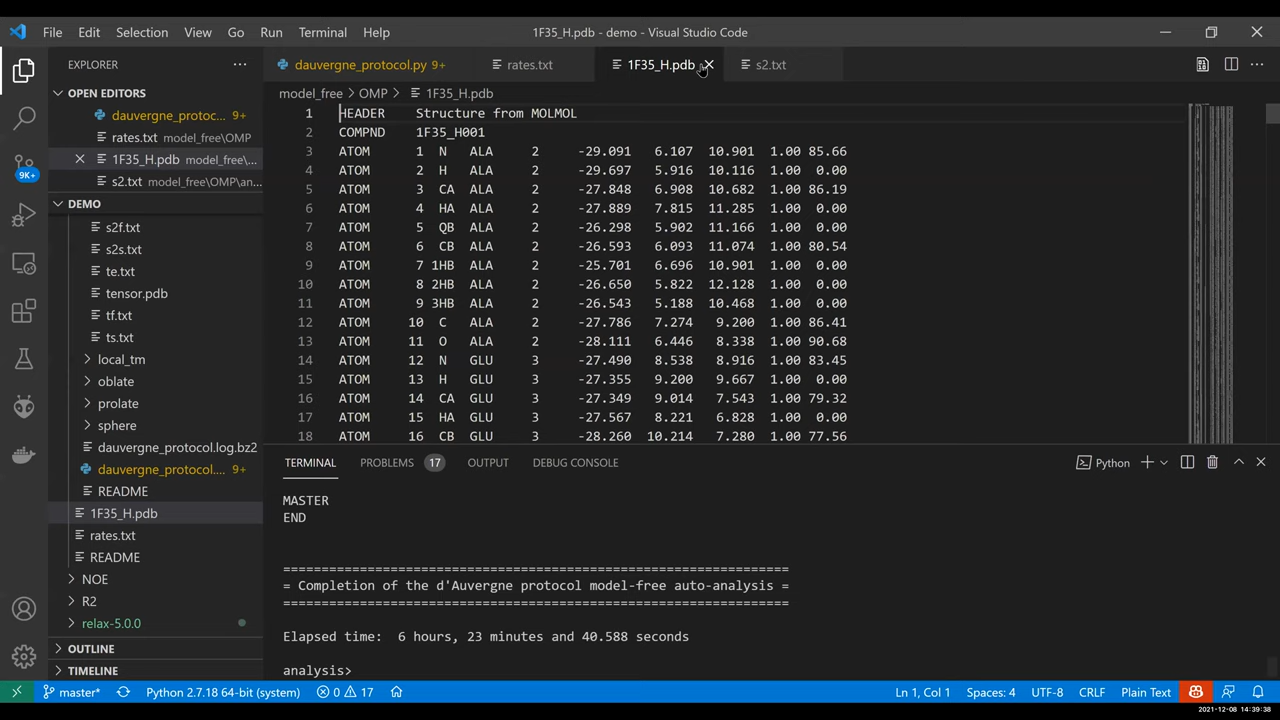 File Edit Selection View Go Run Terminal Help 1F35_H.pdb - demo - Visual Studio Code
EXPLORER ...
OPEN EDITORS
dauvergne_protoc... 9+
rates.txt model_free\OMP
1F35_H.pdb model_free\...
s2.txt model_free\OMP\an...
9K+
DEMO
s2f.txt
s2s.txt
te.txt
tensor.pdb
tf.txt
ts.txt
local_tm
oblate
prolate
sphere
dauvergne_protocol.log.bz2
dauvergne_protocol.... 9+
README
1F35_H.pdb
rates.txt
README
NOE
R2
relax-5.0.0
OUTLINE
TIMELINE
dauvergne_protocol.py 9+ rates.txt 1F35_H.pdb s2.txt ...
model_free > OMP > 1F35_H.pdb
1 HEADER Structure from MOLMOL
2 COMPND 1F35_H001
3 ATOM 1 N ALA 2 -29.091 6.107 10.901 1.00 85.66
4 ATOM 2 H ALA 2 -29.697 5.916 10.116 1.00 0.00
5 ATOM 3 CA ALA 2 -27.848 6.908 10.682 1.00 86.19
6 ATOM 4 HA ALA 2 -27.889 7.815 11.285 1.00 0.00
7 ATOM 5 QB ALA 2 -26.298 5.902 11.166 1.00 0.00
8 ATOM 6 CB ALA 2 -26.593 6.093 11.074 1.00 80.54
9 ATOM 7 1HB ALA 2 -25.701 6.696 10.901 1.00 0.00
10 ATOM 8 2HB ALA 2 -26.650 5.822 12.128 1.00 0.00
11 ATOM 9 3HB ALA 2 -26.543 5.188 10.468 1.00 0.00
12 ATOM 10 C ALA 2 -27.786 7.274 9.200 1.00 86.41
13 ATOM 11 O ALA 2 -28.111 6.446 8.338 1.00 90.68
14 ATOM 12 N GLU 3 -27.490 8.538 8.916 1.00 83.45
15 ATOM 13 H GLU 3 -27.355 9.200 9.667 1.00 0.00
16 ATOM 14 CA GLU 3 -27.349 9.014 7.543 1.00 79.32
17 ATOM 15 HA GLU 3 -27.567 8.221 6.828 1.00 0.00
18 ATOM 16 CB GLU 3 -28.260 10.214 7.280 1.00 77.56
TERMINAL PROBLEMS 17 OUTPUT DEBUG CONSOLE Python
MASTER
END
==================================================================
= Completion of the d'Auvergne protocol model-free auto-analysis =
==================================================================
Elapsed time: 6 hours, 23 minutes and 40.588 seconds
analysis>
master* Python 2.7.18 64-bit (system) 0 17 Ln 1, Col 1 Spaces: 4 UTF-8 CRLF Plain Text
2021-12-08 14:39:38